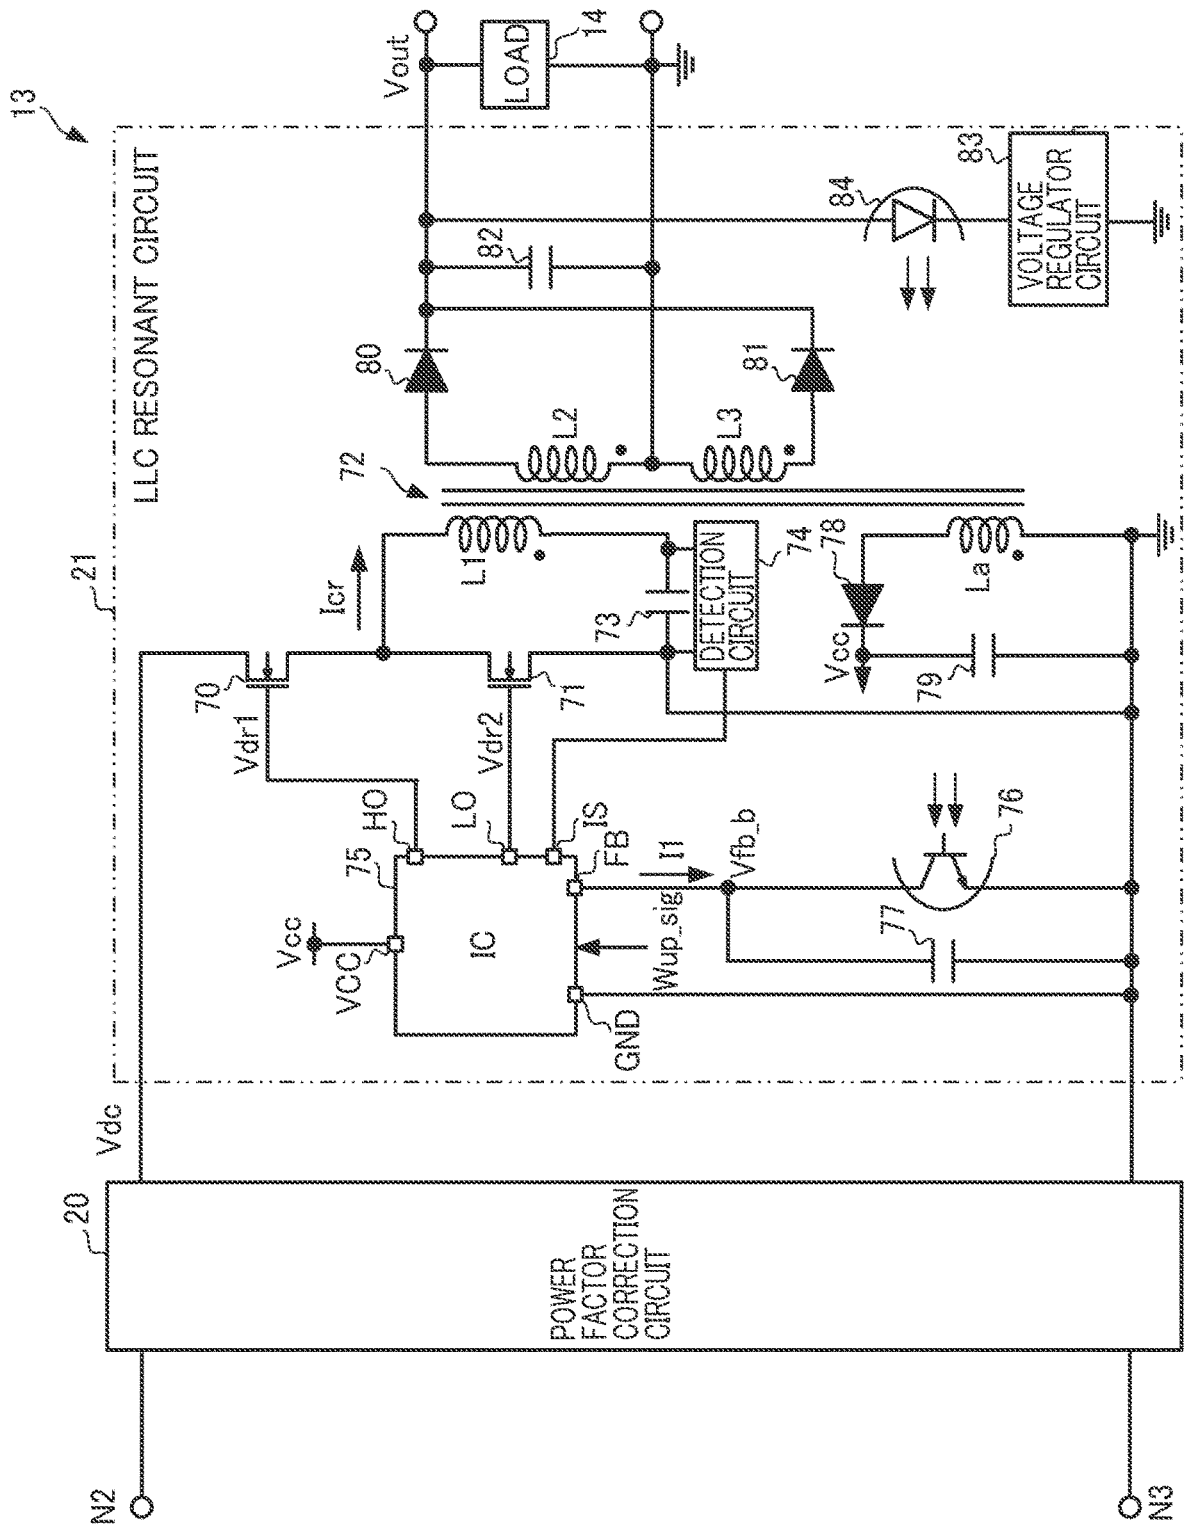 13
21
LLC RESONANT CIRCUIT
20
Vdc
N2
N3
POWER
FACTOR
CORRECTION
CIRCUIT
70
Vdr1
71
Vdr2
Icr
72
L1
L2
L3
La
73
DETECTION
CIRCUIT
74
75
IC
Vcc
VCC
HO
LO
IS
FB
GND
Wup_sig
I1
Vfb_b
76
77
78
Vcc
79
80
81
82
84
83
VOLTAGE
REGULATOR
CIRCUIT
Vout
LOAD
14